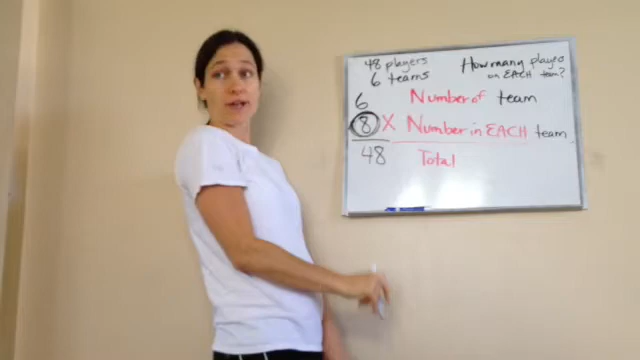 48 players How many players
6 teams on EACH team?
6 Number of team
8 X Number in EACH team
48 Total